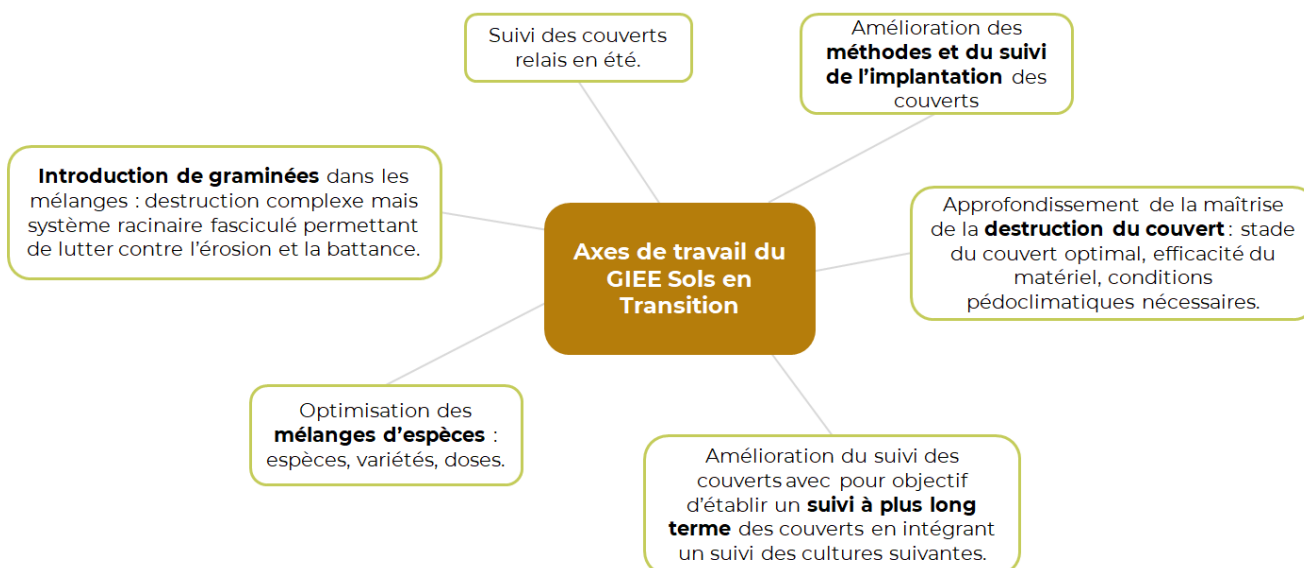 Suivi des couverts
relais en été.
Amélioration des
méthodes et du suivi
de l'implantation des
couverts
Introduction de graminées dans les
mélanges : destruction complexe mais
système racinaire fasciculé permettant
de lutter contre l'érosion et la battance.
Axes de travail du
GIEE Sols en
Transition
Approfondissement de la maîtrise
de la destruction du couvert : stade
du couvert optimal, efficacité du
matériel, conditions
pédoclimatiques nécessaires.
Optimisation des
mélanges d'espèces :
espèces, variétés, doses.
Amélioration du suivi des
couverts avec pour objectif
d'établir un suivi à plus long
terme des couverts en intégrant
un suivi des cultures suivantes.